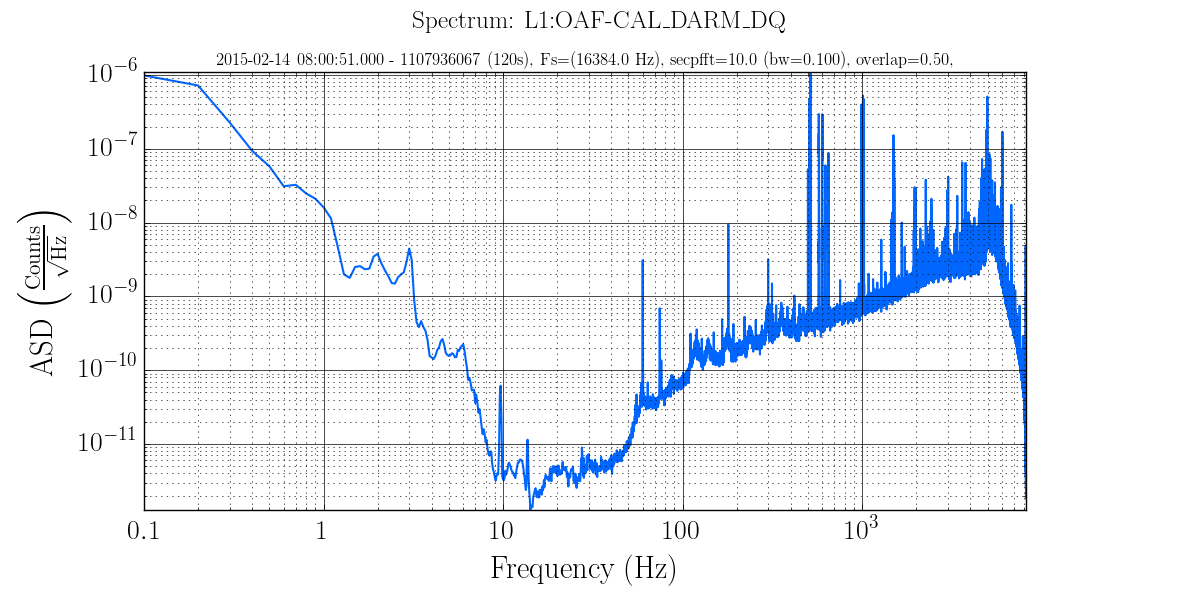 Spectrum: L1:OAF-CAL_DARM_DQ
2015-02-14 08:00:51.000 - 1107936067 (120s), Fs=(16384.0 Hz), secpfft=10.0 (bw=0.100), overlap=0.50,
10⁻⁶
10⁻⁷
10⁻⁸
10⁻⁹
10⁻¹⁰
10⁻¹¹
ASD (Counts/√Hz)
0.1 1 10 100 10³
Frequency (Hz)